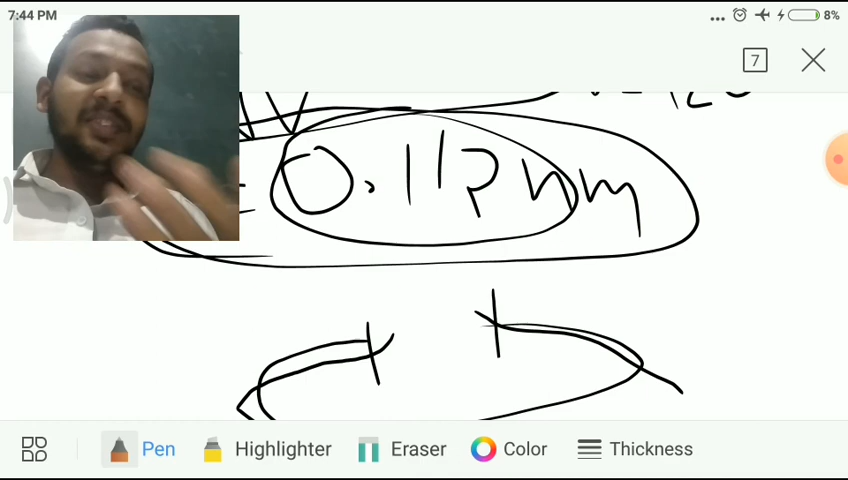 7:44 PM
8%
7
= 0.112 nm
Pen
Highlighter
Eraser
Color
Thickness